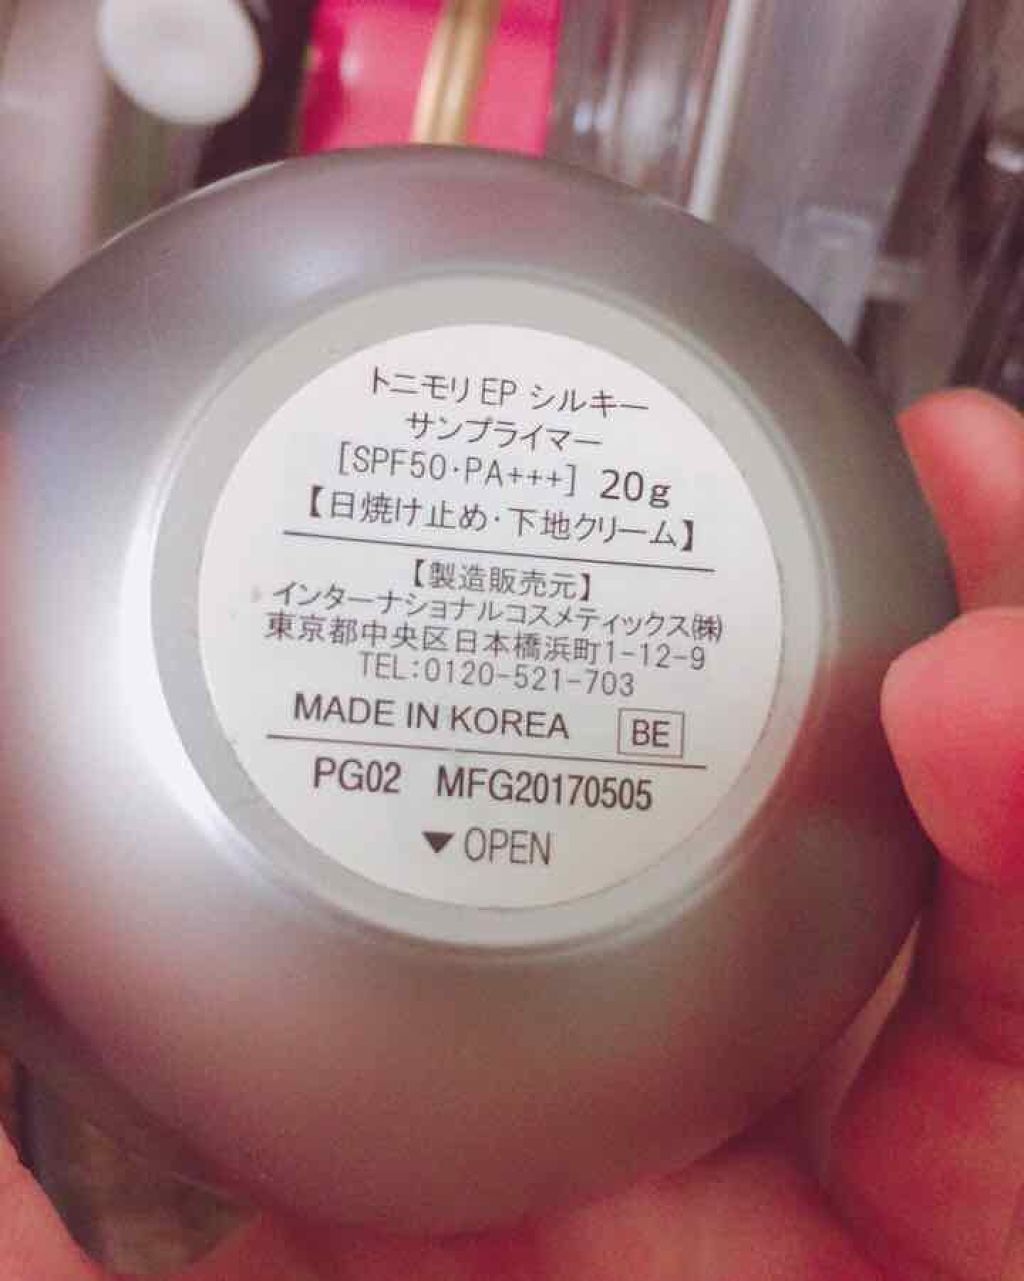 トニモリ EP シルキー
サンプライマー
[SPF50・PA+++] 20g
【日焼け止め・下地クリーム】
【製造販売元】
インターナショナルコスメティックス㈱
東京都中央区日本橋浜町1-12-9
TEL:0120-521-703
MADE IN KOREA BE
PG02 MFG20170505
▼ OPEN